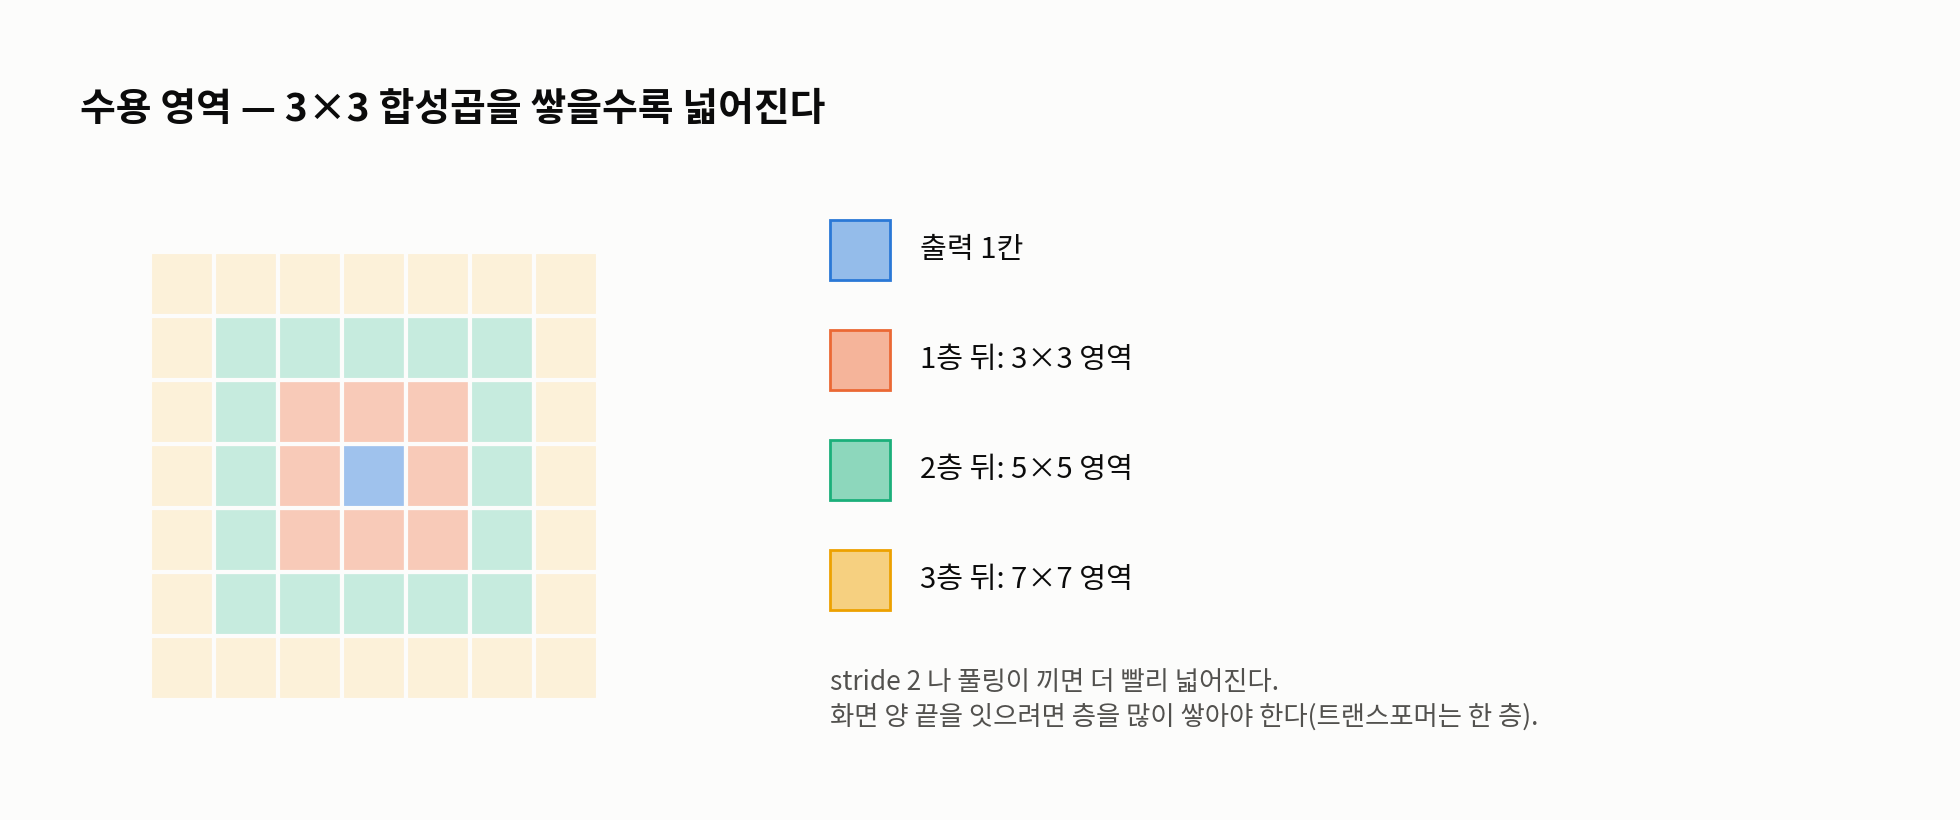 수용 영역 — 3×3 합성곱을 쌓을수록 넓어진다
출력 1칸
1층 뒤: 3×3 영역
2층 뒤: 5×5 영역
3층 뒤: 7×7 영역
stride 2 나 풀링이 끼면 더 빨리 넓어진다.
화면 양 끝을 잇으려면 층을 많이 쌓아야 한다(트랜스포머는 한 층).